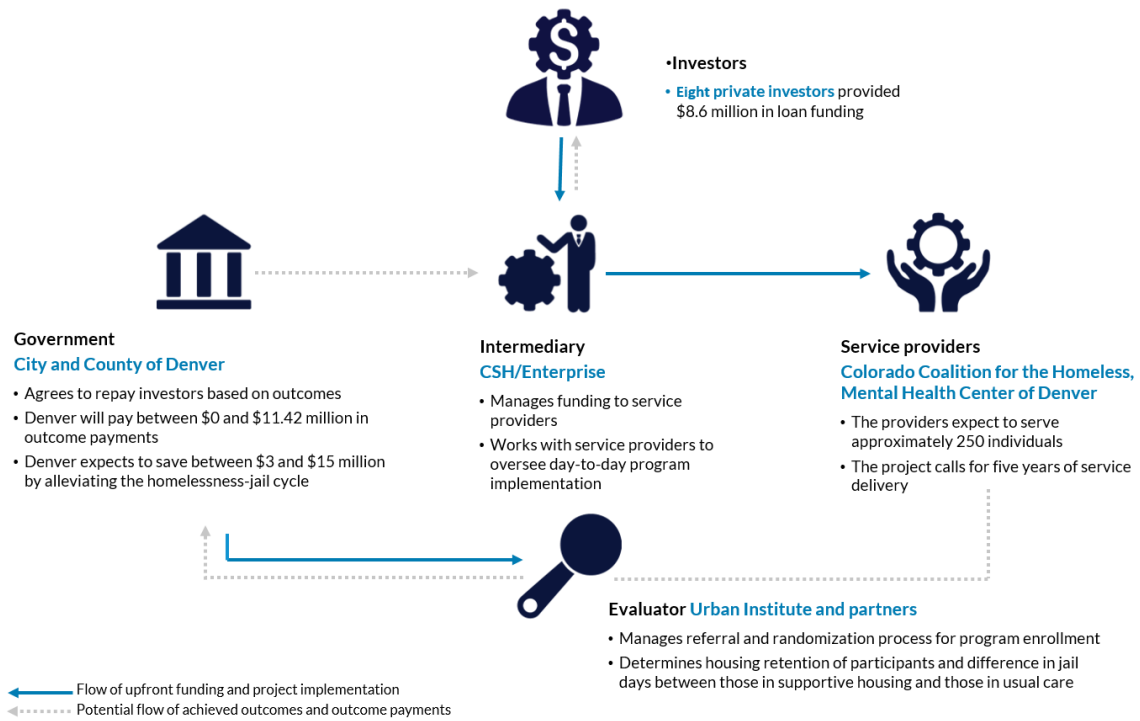 $
•Investors
• Eight private investors provided
$8.6 million in loan funding
Government
City and County of Denver
• Agrees to repay investors based on outcomes
• Denver will pay between $0 and $11.42 million in
outcome payments
• Denver expects to save between $3 and $15 million
by alleviating the homelessness-jail cycle
Intermediary
CSH/Enterprise
• Manages funding to service
providers
• Works with service providers to
oversee day-to-day program
implementation
Service providers
Colorado Coalition for the Homeless,
Mental Health Center of Denver
• The providers expect to serve
approximately 250 individuals
• The project calls for five years of service
delivery
Evaluator Urban Institute and partners
• Manages referral and randomization process for program enrollment
• Determines housing retention of participants and difference in jail
days between those in supportive housing and those in usual care
Flow of upfront funding and project implementation
Potential flow of achieved outcomes and outcome payments